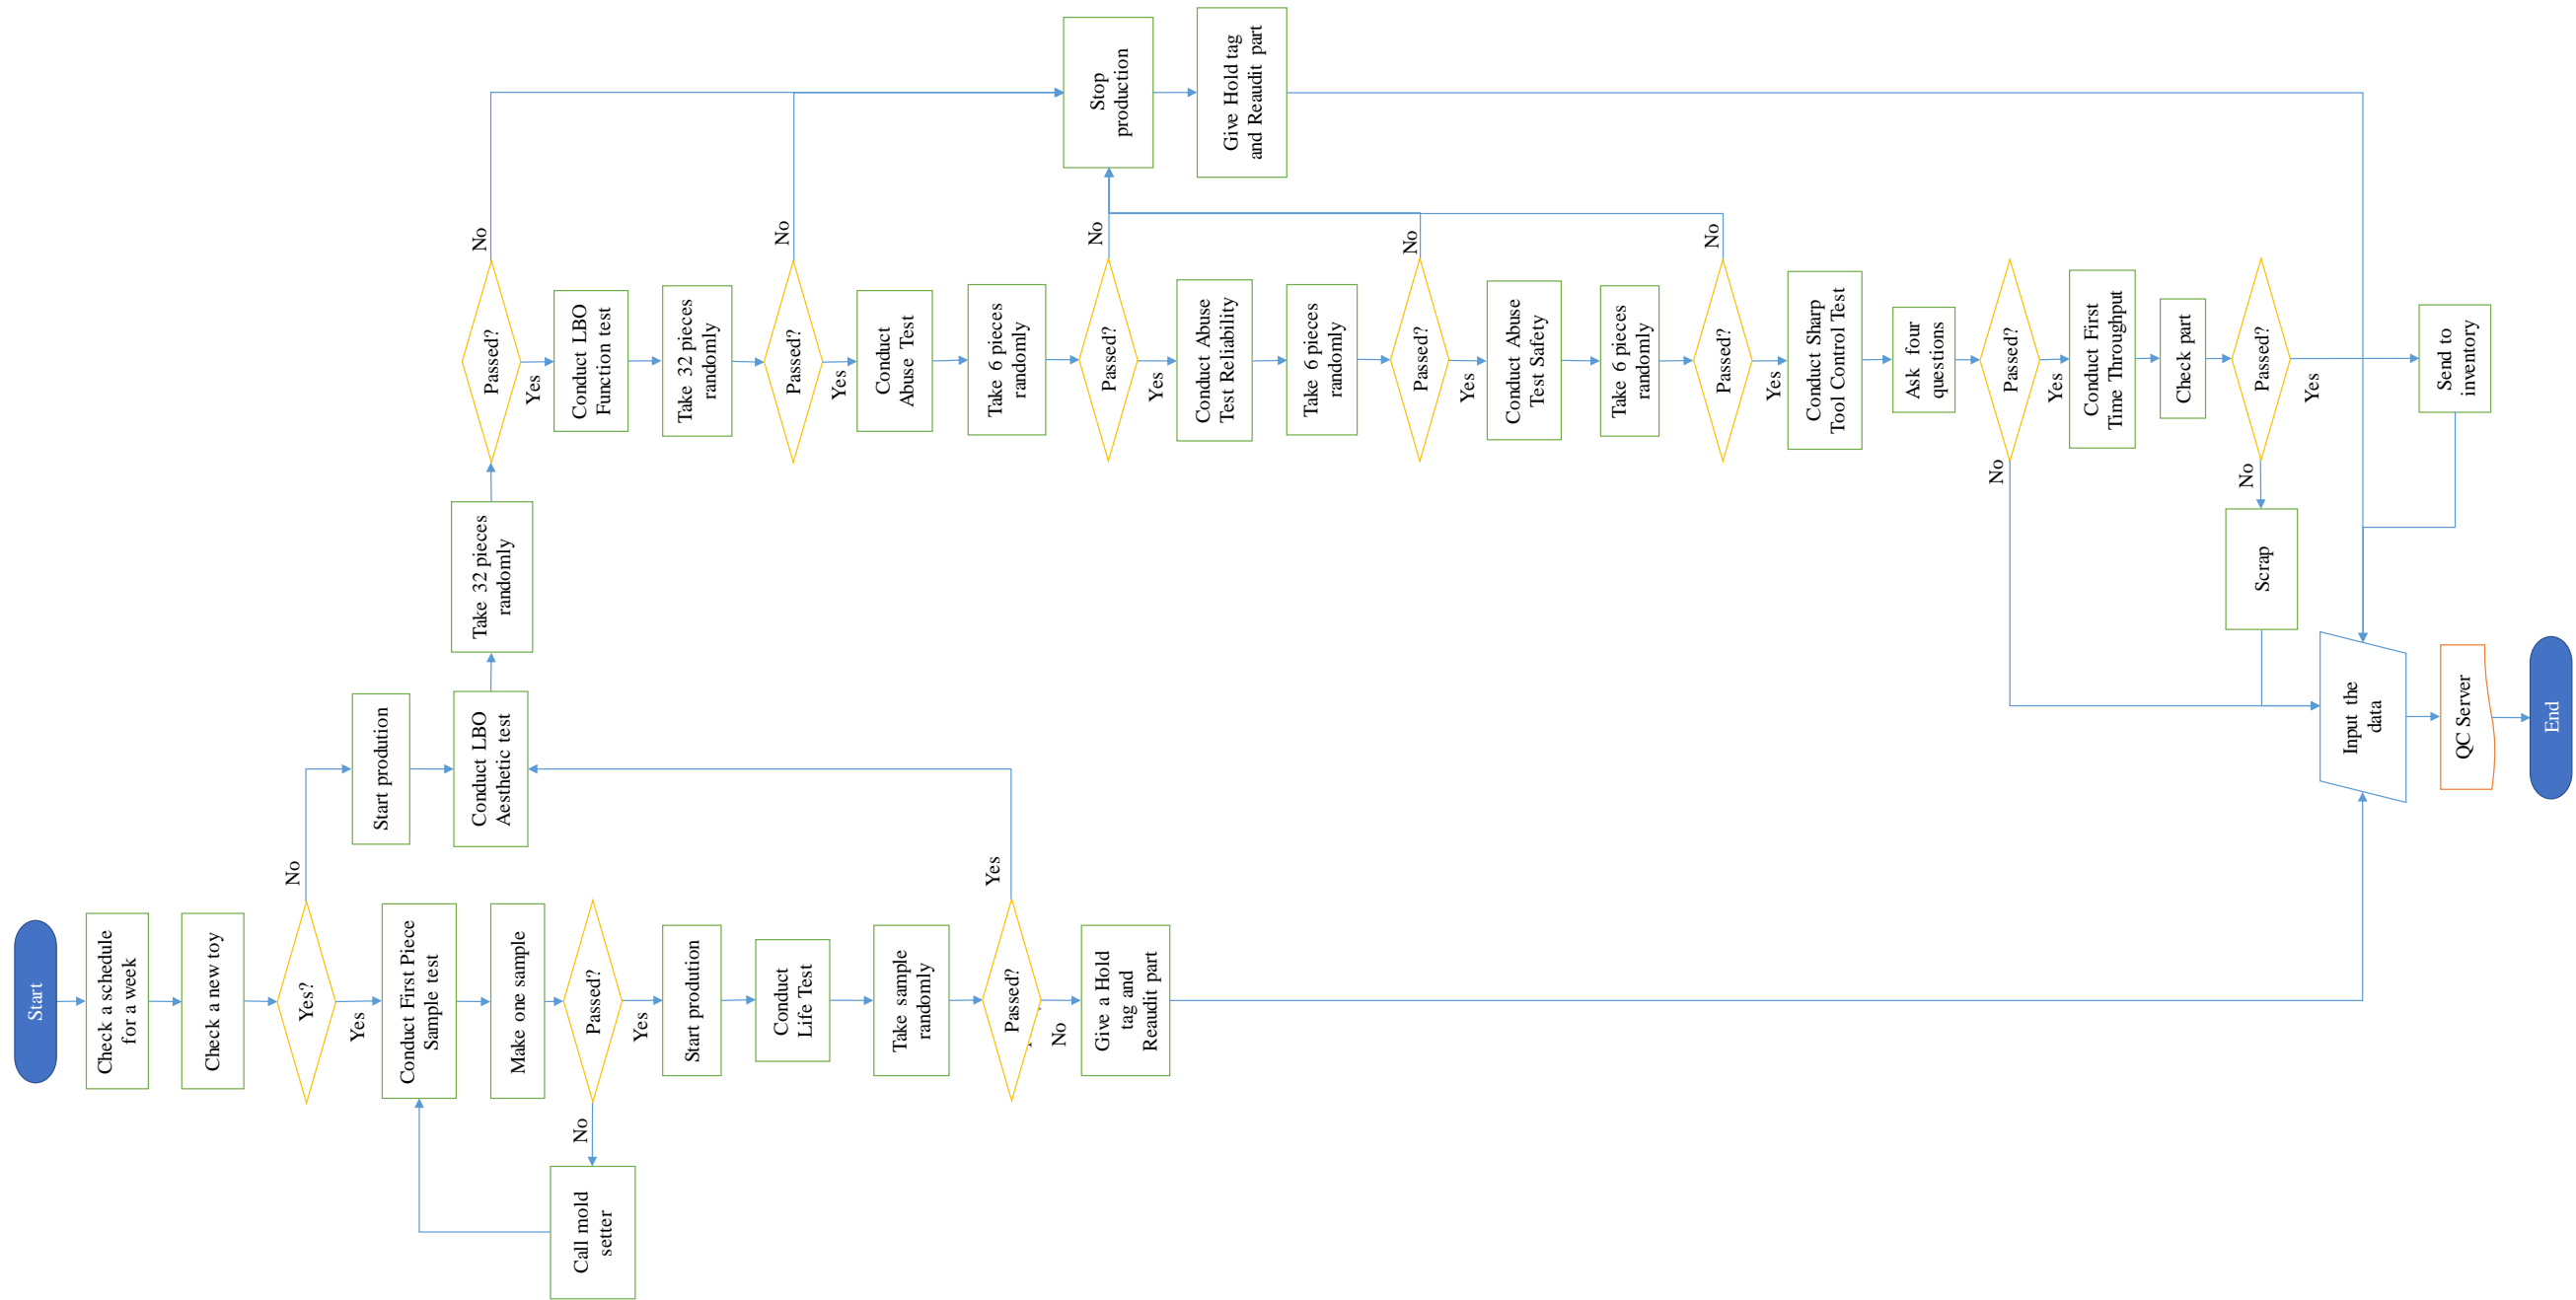 Start
Check a schedule
for a week
Check a new toy
Yes?
No
Yes
Start prodution
Conduct First Piece
Sample test
Make one sample
Passed?
No
Call mold
setter
Yes
Start prodution
Conduct
Life Test
Take sample
randomly
Passed?
Yes
No
Give a Hold
tag and
Reaudit part
Conduct LBO
Aesthetic test
Take 32 pieces
randomly
Passed?
No
Yes
Conduct LBO
Function test
Take 32 pieces
randomly
Passed?
No
Yes
Conduct
Abuse Test
Take 6 pieces
randomly
Passed?
No
Yes
Stop
production
Give Hold tag
and Reaudit part
Conduct Abuse
Test Reliability
Take 6 pieces
randomly
Passed?
No
Yes
Conduct Abuse
Test Safety
Take 6 pieces
randomly
Passed?
No
Yes
Conduct Sharp
Tool Control Test
Ask four
questions
Passed?
No
Yes
Conduct First
Time Throughput
Check part
Passed?
No
Yes
Scrap
Send to
inventory
Input the
data
QC Server
End